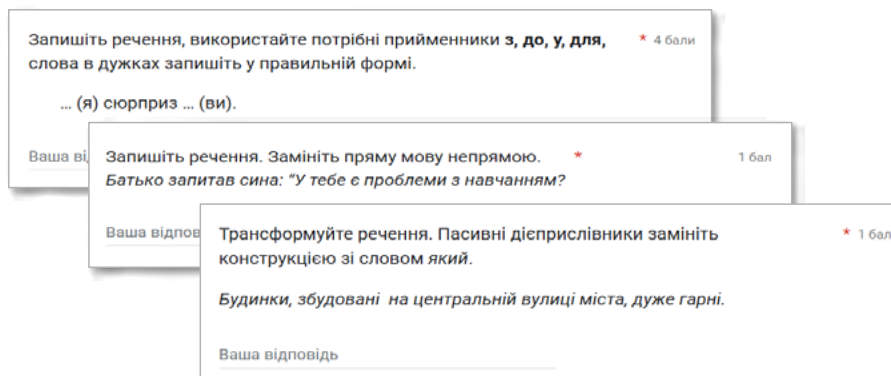 Запишіть речення, використайте потрібні прийменники з, до, у, для, * 4 бали
слова в дужках запишіть у правильній формі.
... (я) сюрприз ... (ви).
Ваша ві
Запишіть речення. Замініть пряму мову непрямою. * 1 бал
Батько запитав сина: "У тебе є проблеми з навчанням?
Ваша відпов
Трансформуйте речення. Пасивні дієприслівники замініть * 1 бал
конструкцією зі словом який.
Будинки, збудовані на центральній вулиці міста, дуже гарні.
Ваша відповідь